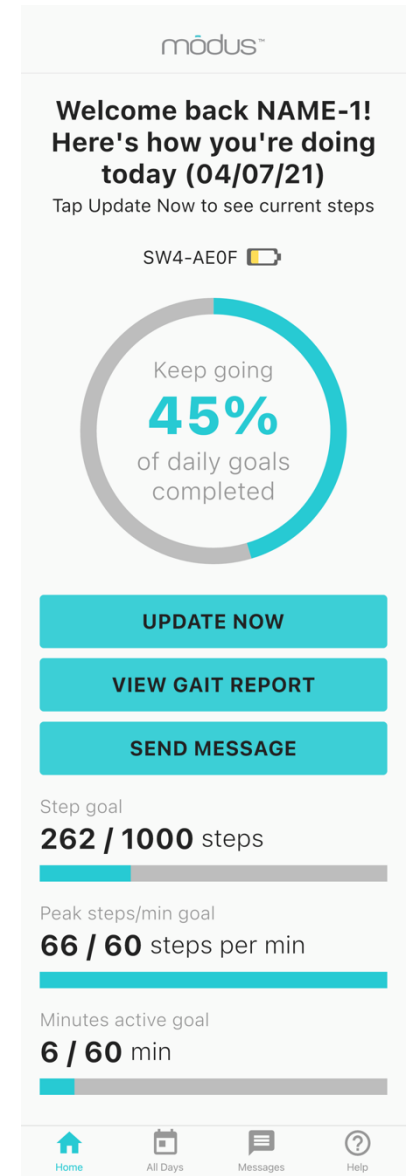 mōdus™
Welcome back NAME-1!
Here's how you're doing
today (04/07/21)
Tap Update Now to see current steps
SW4-AE0F
Keep going
45%
of daily goals
completed
UPDATE NOW
VIEW GAIT REPORT
SEND MESSAGE
Step goal
262 / 1000 steps
Peak steps/min goal
66 / 60 steps per min
Minutes active goal
6 / 60 min
Home All Days Messages Help